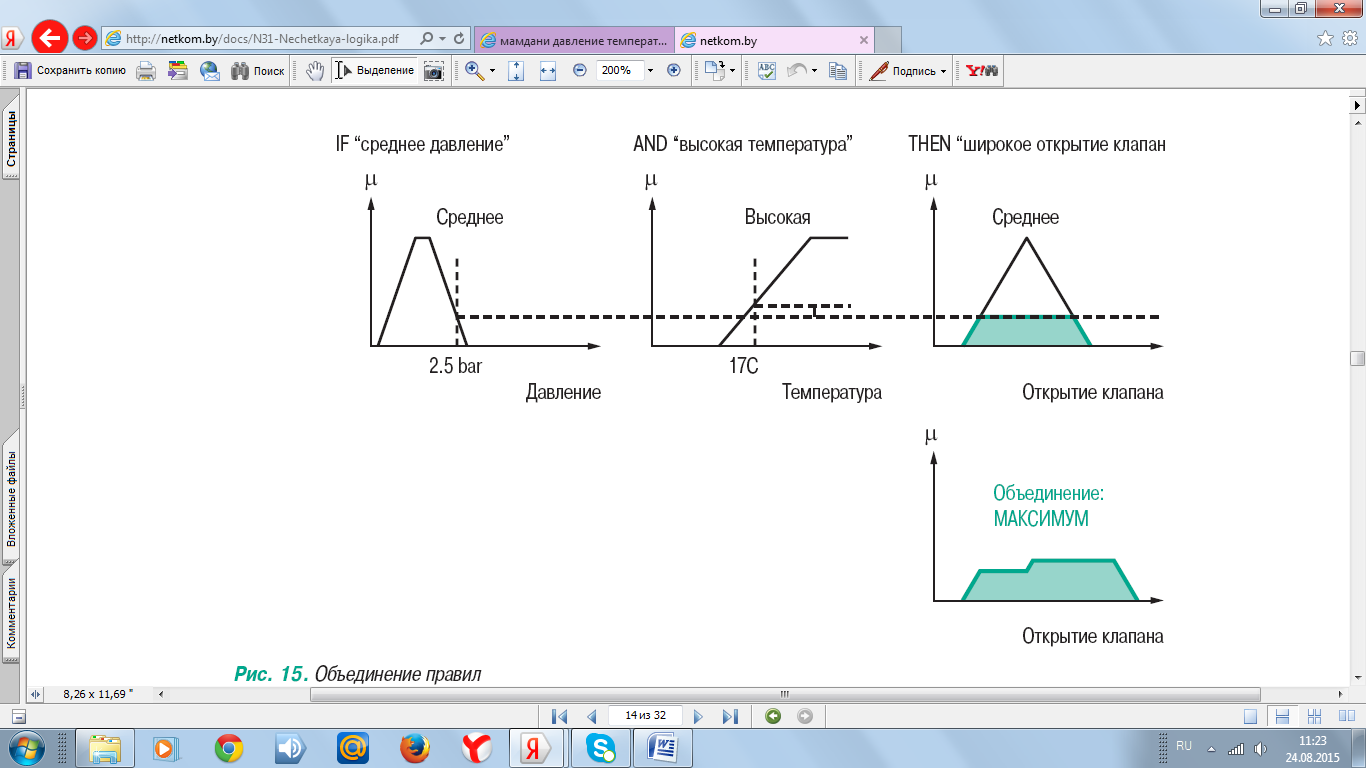 http://netkom.by/docs/N31-Nechetkaya-logika.pdf
мамдани давление температ...
netkom.by
Сохранить копию
Поиск
Выделение
200%
Подпись
Y!
Страницы
Вложенные файлы
Комментарии
IF “среднее давление”
AND “высокая температура”
THEN “широкое открытие клапан
μ
μ
μ
Среднее
Высокая
Среднее
2.5 bar
17C
Давление
Температура
Открытие клапана
μ
Объединение:
МАКСИМУМ
Открытие клапана
Рис. 15. Объединение правил
8,26 x 11,69 "
14 из 32
RU
11:23
24.08.2015